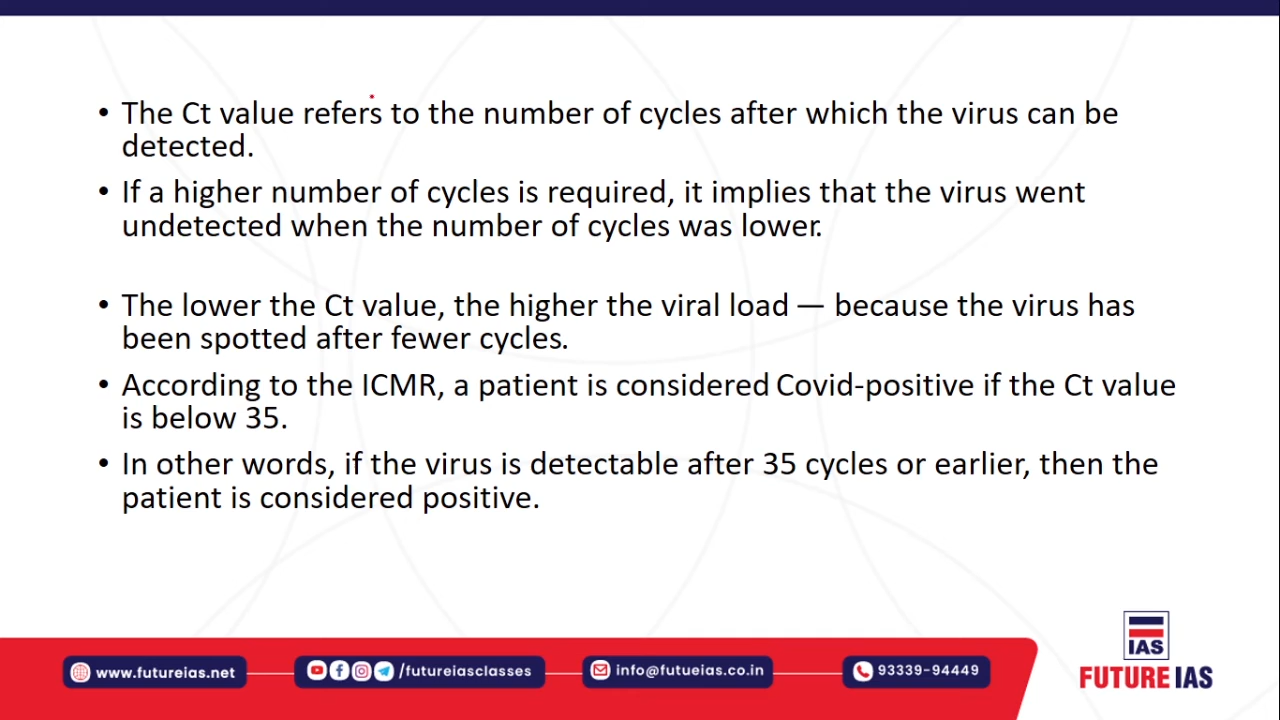 • The Ct value refers to the number of cycles after which the virus can be
detected.
• If a higher number of cycles is required, it implies that the virus went
undetected when the number of cycles was lower.
• The lower the Ct value, the higher the viral load — because the virus has
been spotted after fewer cycles.
• According to the ICMR, a patient is considered Covid-positive if the Ct value
is below 35.
• In other words, if the virus is detectable after 35 cycles or earlier, then the
patient is considered positive.
IAS
FUTURE IAS
www.futureias.net
/futureiasclasses
info@futueias.co.in
93339-94449